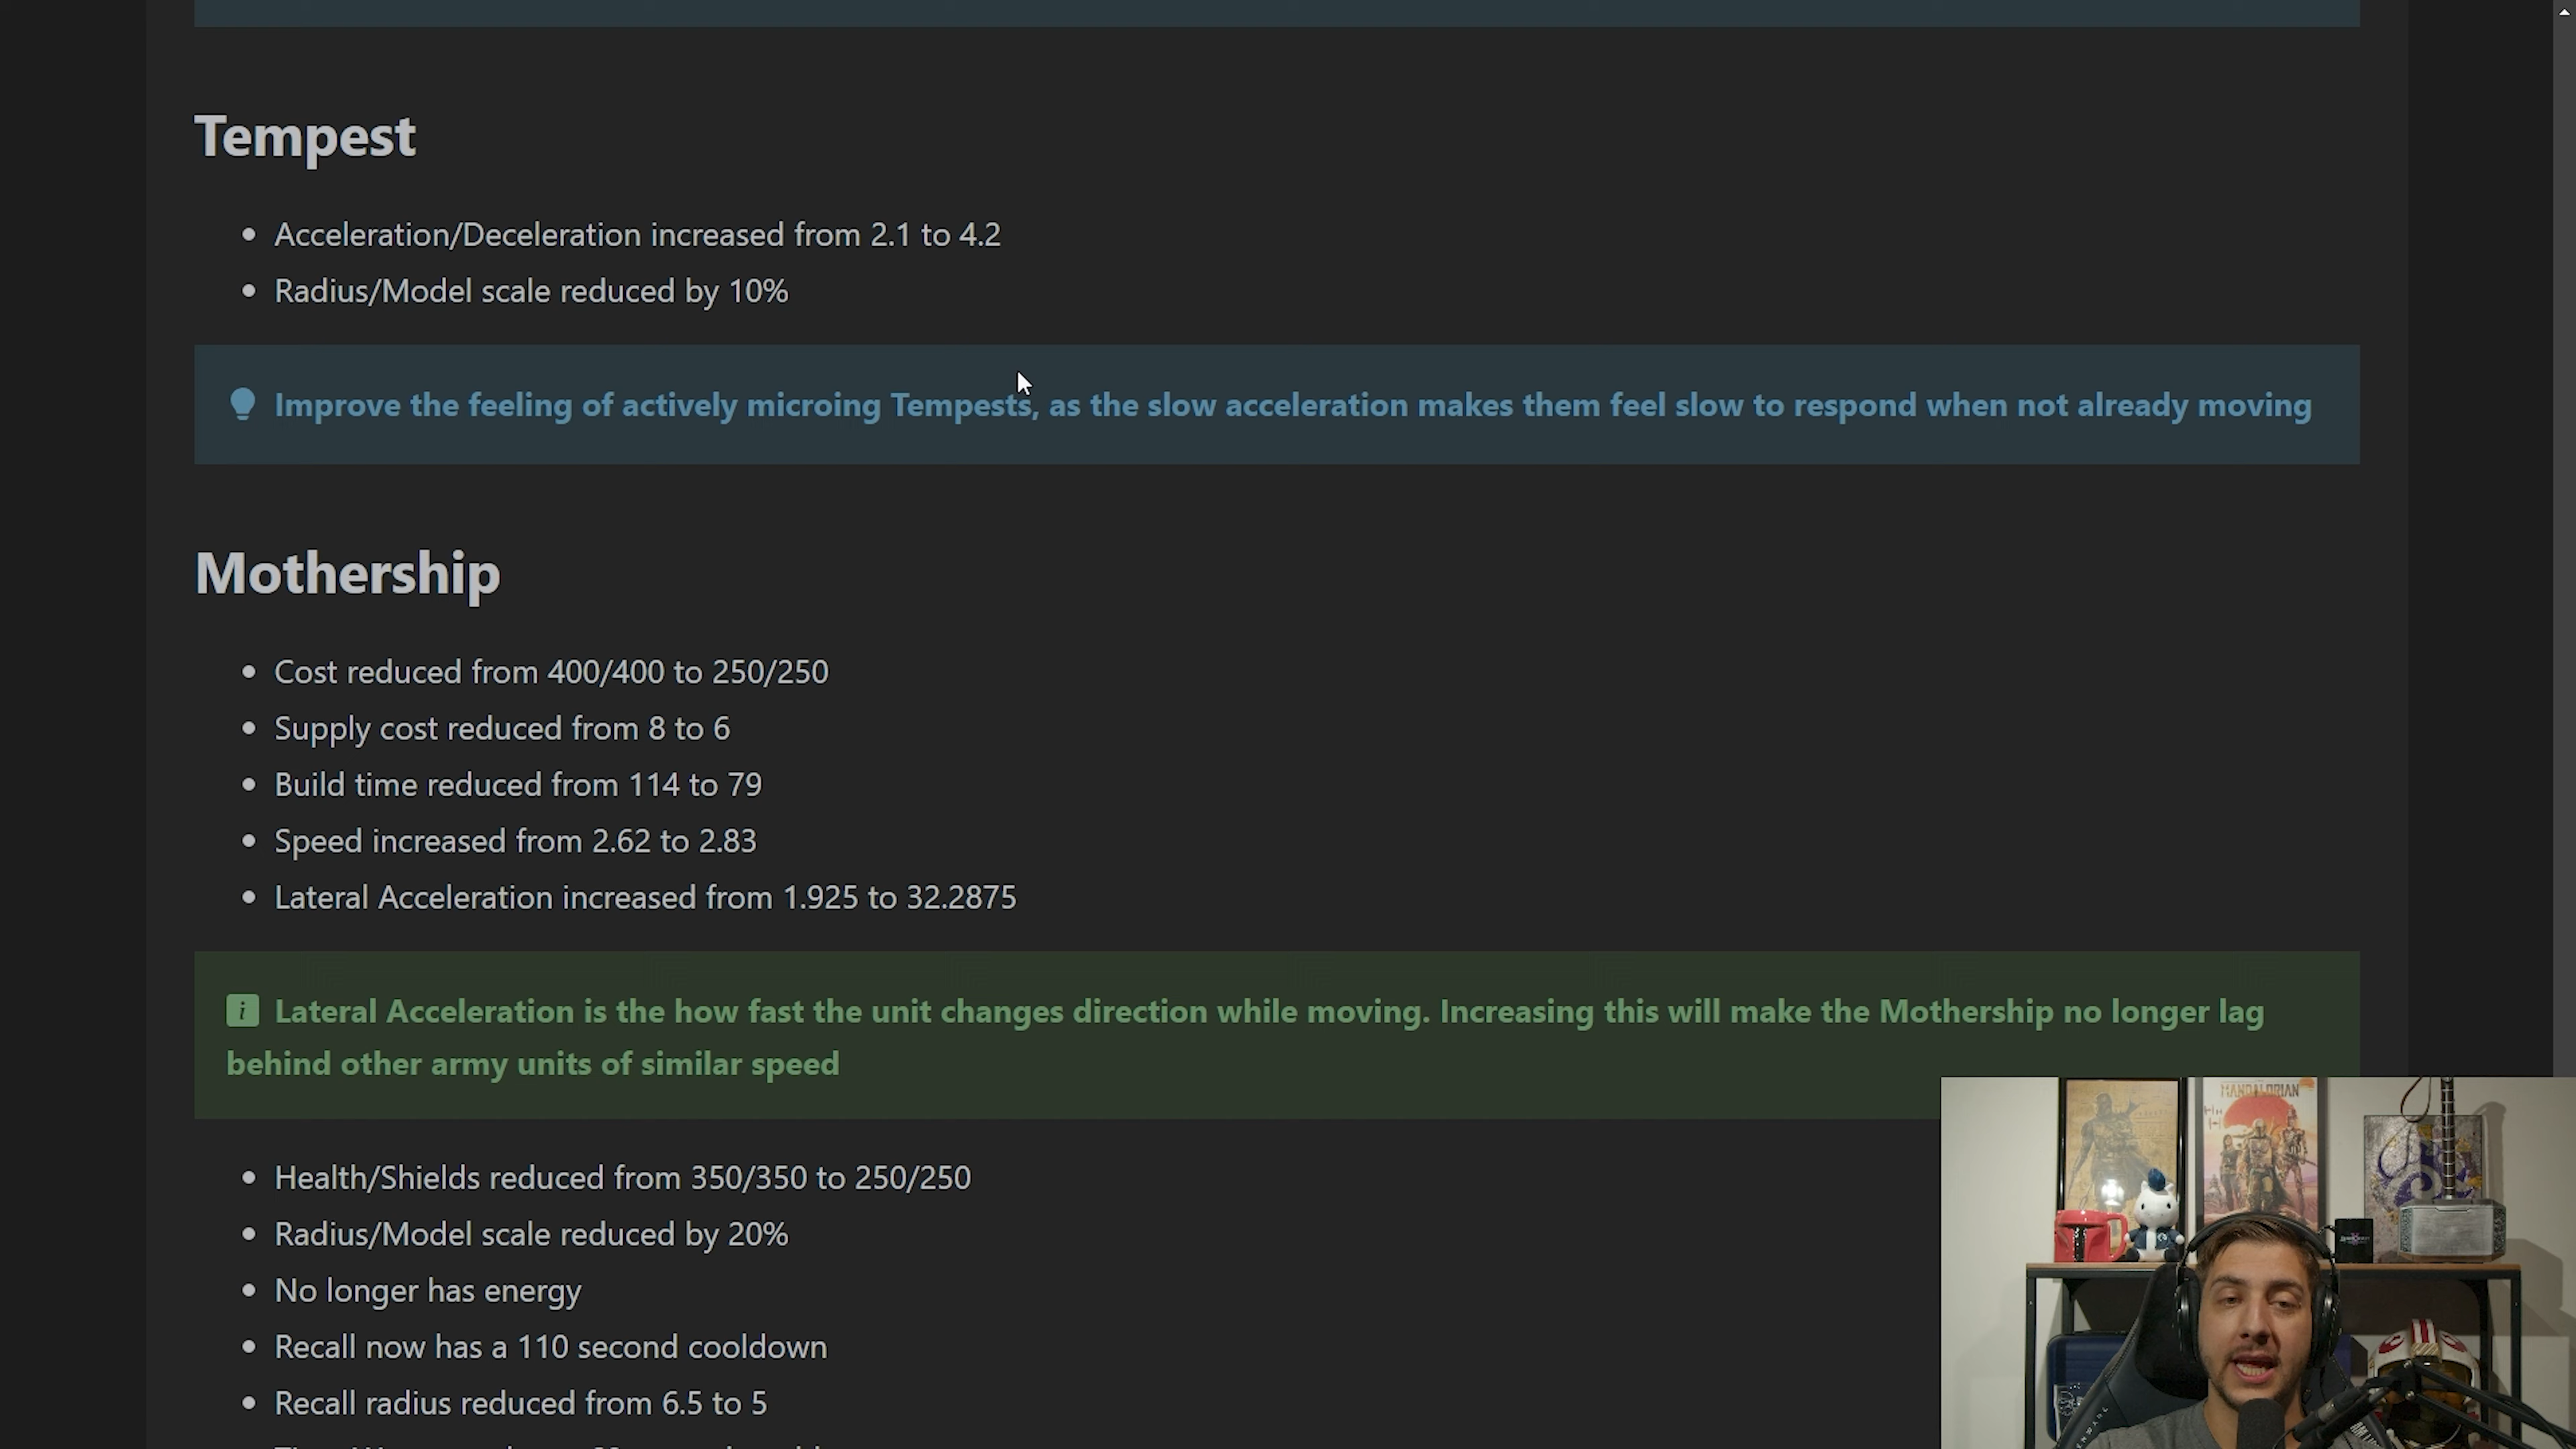 Tempest
Acceleration/Deceleration increased from 2.1 to 4.2
Radius/Model scale reduced by 10%
Improve the feeling of actively microing Tempests, as the slow acceleration makes them feel slow to respond when not already moving
Mothership
Cost reduced from 400/400 to 250/250
Supply cost reduced from 8 to 6
Build time reduced from 114 to 79
Speed increased from 2.62 to 2.83
Lateral Acceleration increased from 1.925 to 32.2875
Lateral Acceleration is the how fast the unit changes direction while moving. Increasing this will make the Mothership no longer lag
behind other army units of similar speed
Health/Shields reduced from 350/350 to 250/250
Radius/Model scale reduced by 20%
No longer has energy
Recall now has a 110 second cooldown
Recall radius reduced from 6.5 to 5
MANDALORIAN